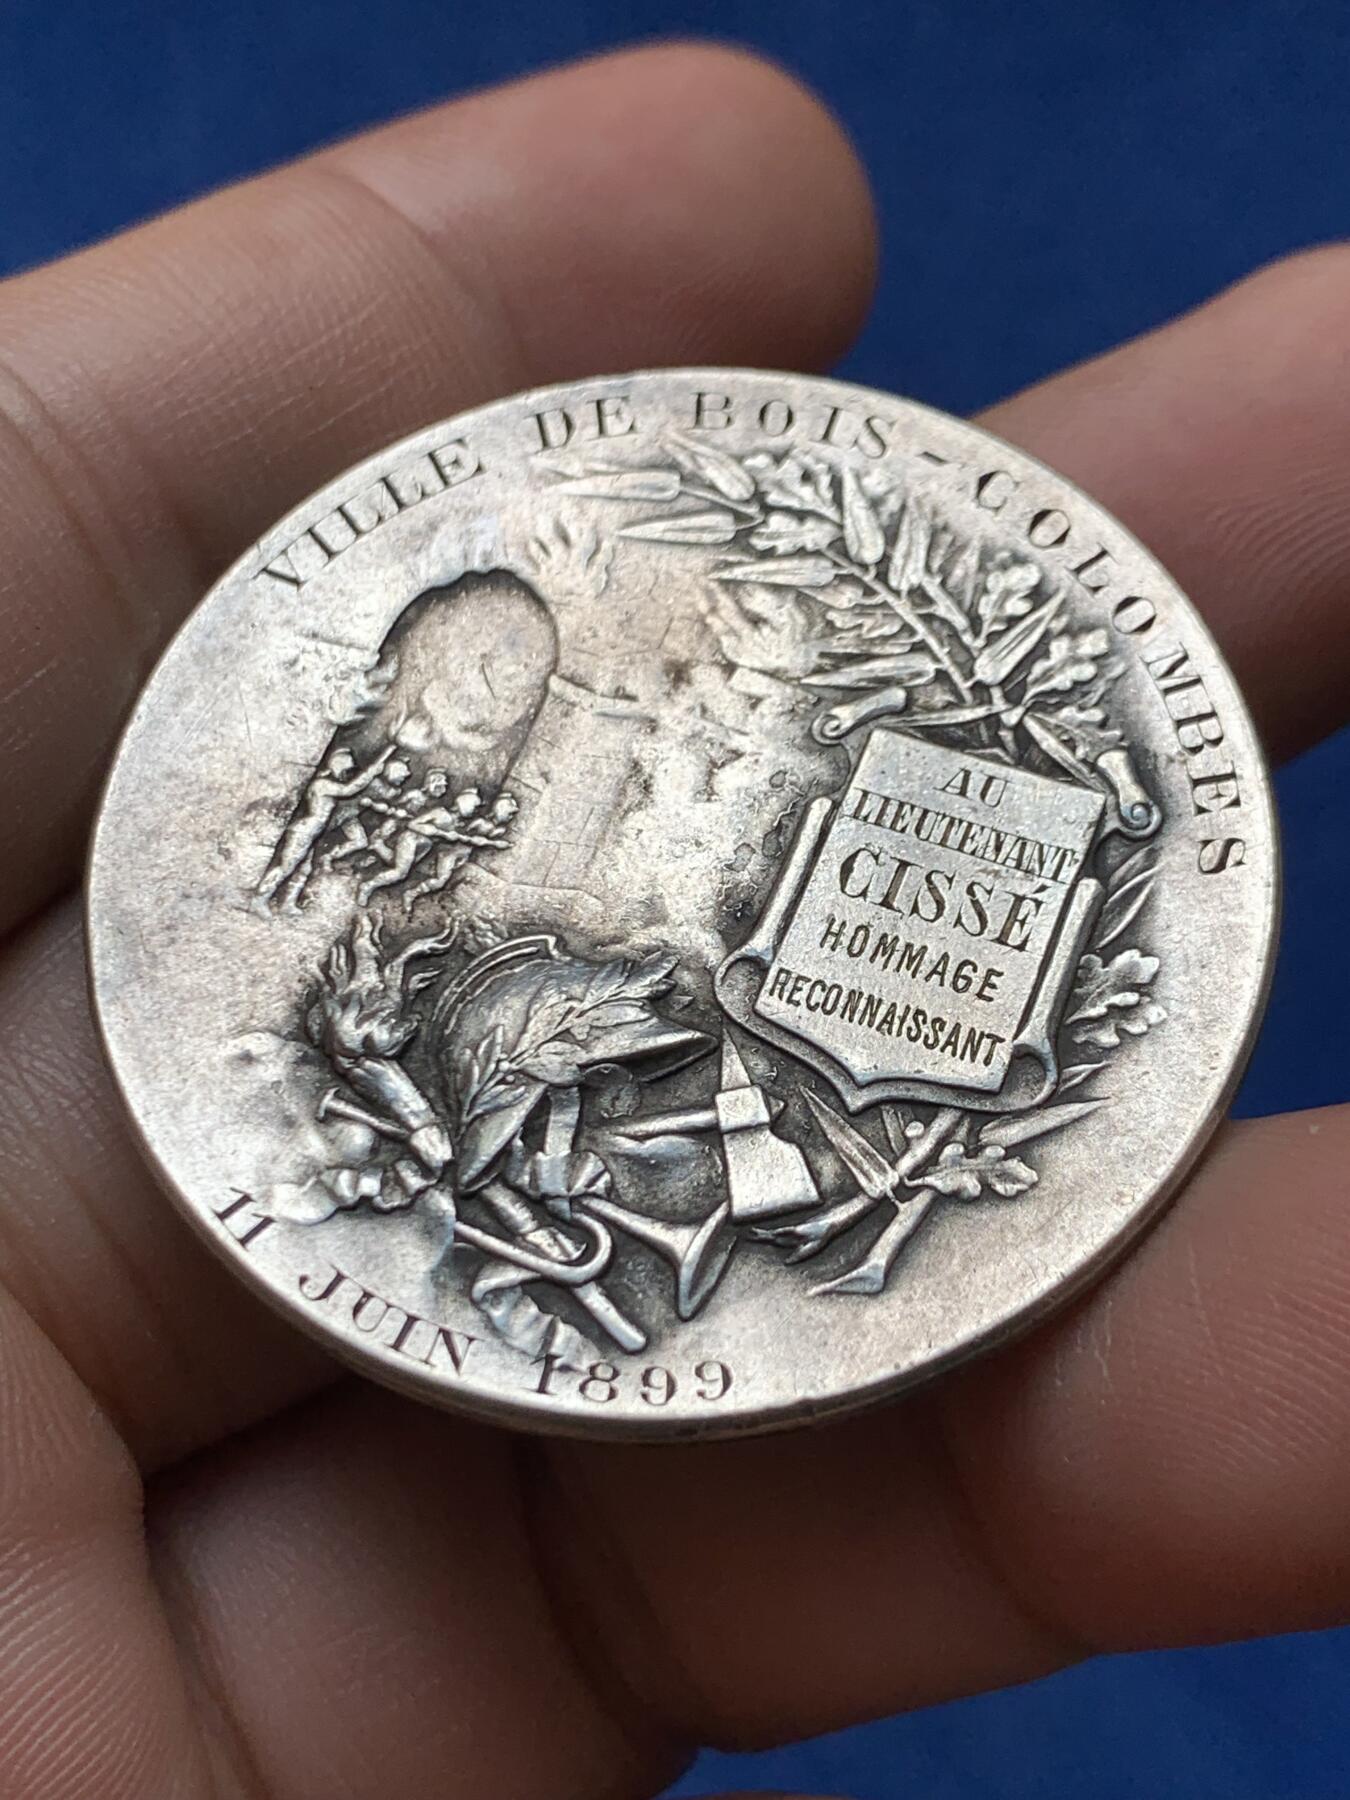 VILLE DE BOIS-COLOMBES
AU
LIEUTENANT
CISSÉ
HOMMAGE
RECONNAISSANT
11 JUIN 1899